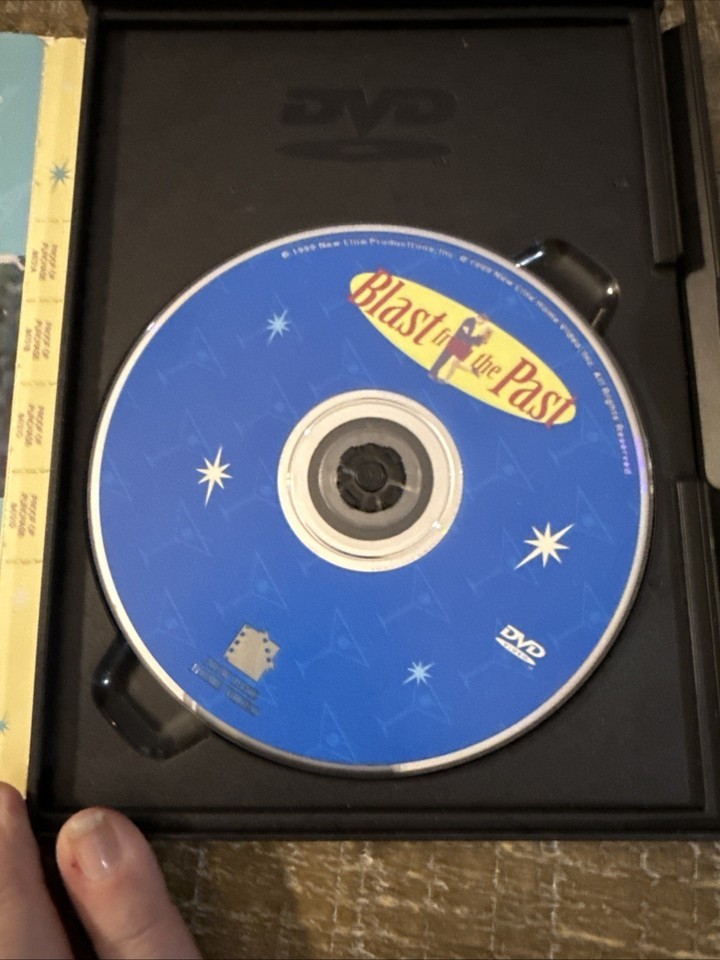 DVD
© 1999 New Line Productions, Inc. © 1999 New Line Home Video, Inc. All Rights Reserved
Blast from the Past
DVD
VIDEO
PROOF OF
PURCHASE
PROOF OF
PURCHASE
PROOF OF
PURCHASE
PROOF OF
PURCHASE